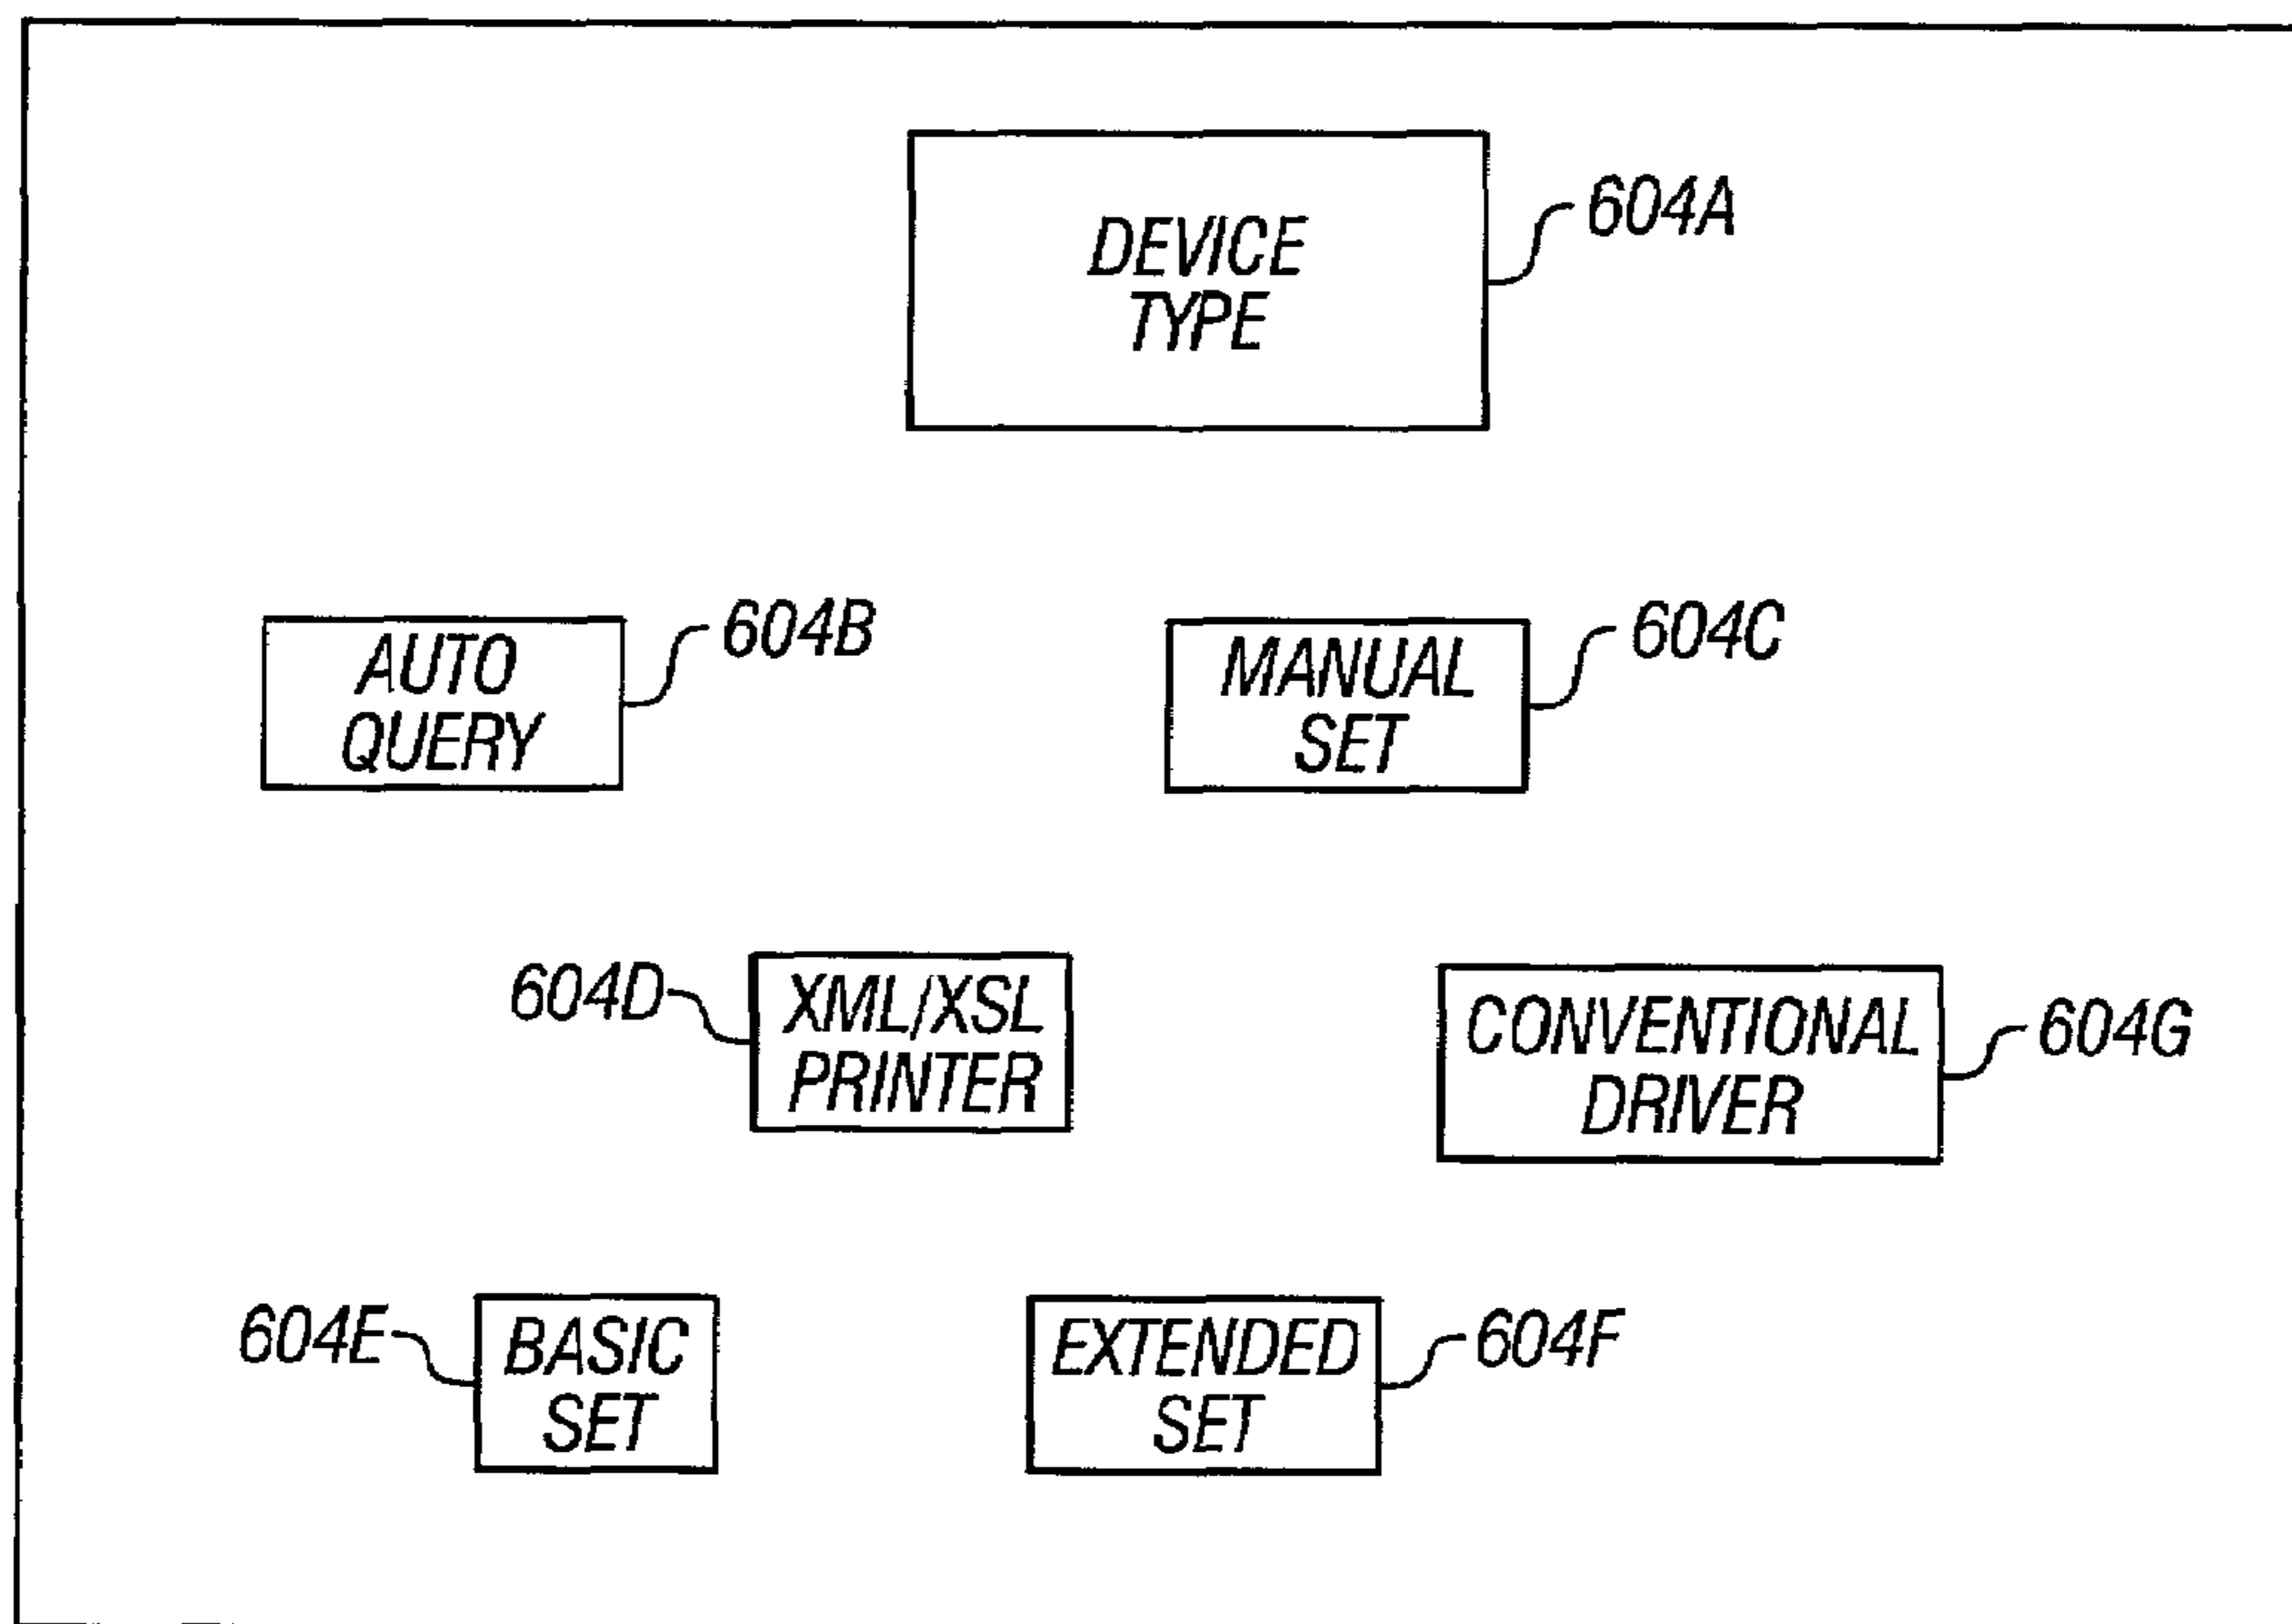 DEVICE
TYPE
604A
AUTO
QUERY
604B
MANUAL
SET
604C
604D
XML/XSL
PRINTER
CONVENTIONAL
DRIVER
604G
604E
BASIC
SET
EXTENDED
SET
604F